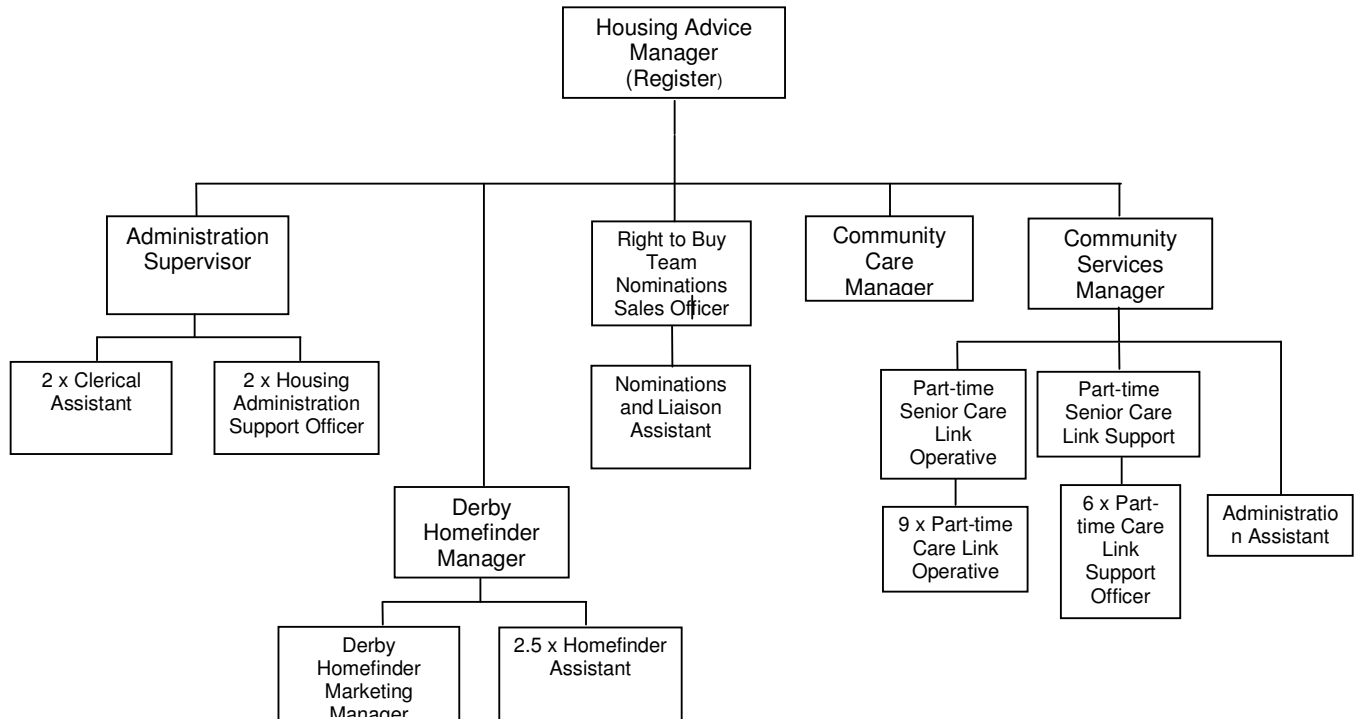 Housing Advice
Manager
(Register)
Administration
Supervisor
Right to Buy
Team
Nominations
Sales Officer
Community
Care
Manager
Community
Services
Manager
2 x Clerical
Assistant
2 x Housing
Administration
Support Officer
Nominations
and Liaison
Assistant
Part-time
Senior Care
Link
Operative
Part-time
Senior Care
Link Support
Derby
Homefinder
Manager
9 x Part-time
Care Link
Operative
6 x Part-
time Care
Link
Support
Officer
Administratio
n Assistant
Derby
Homefinder
Marketing
Manager
2.5 x Homefinder
Assistant